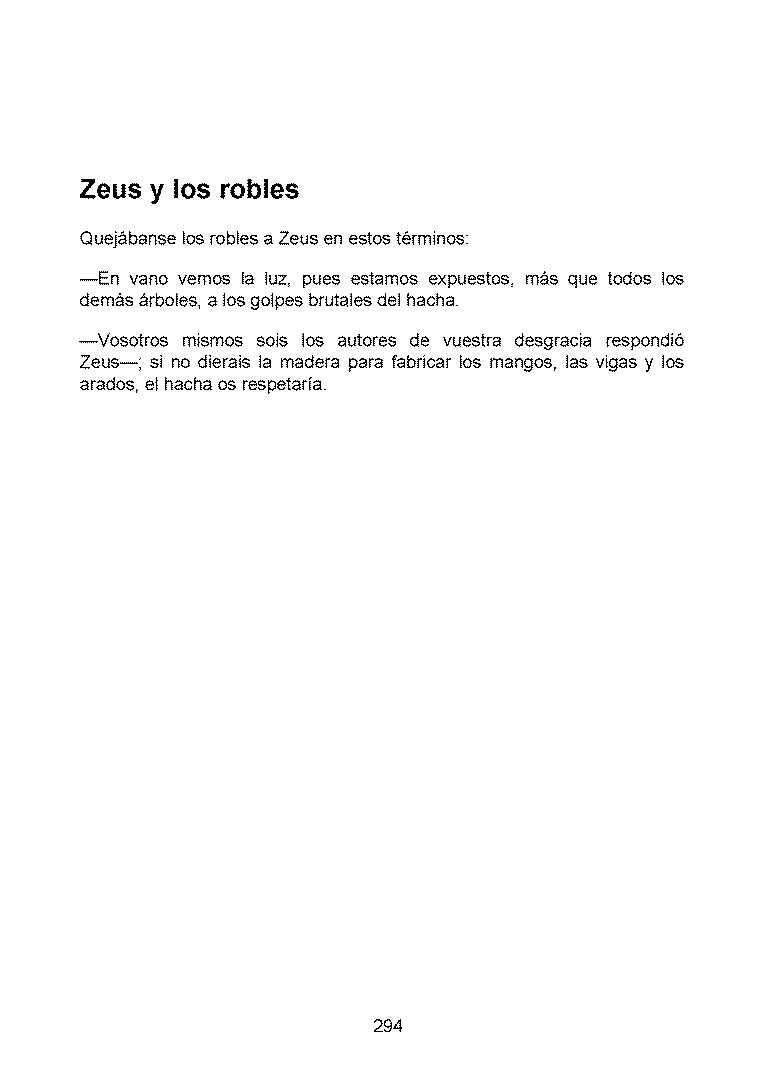 Zeus y los robles
Quejábanse los robles a Zeus en estos términos:
—En vano vemos la luz, pues estamos expuestos, más que todos los
demás árboles, a los golpes brutales del hacha.
—Vosotros mismos sois los autores de vuestra desgracia respondió
Zeus—; si no dierais la madera para fabricar los mangos, las vigas y los
arados, el hacha os respetaría.
294